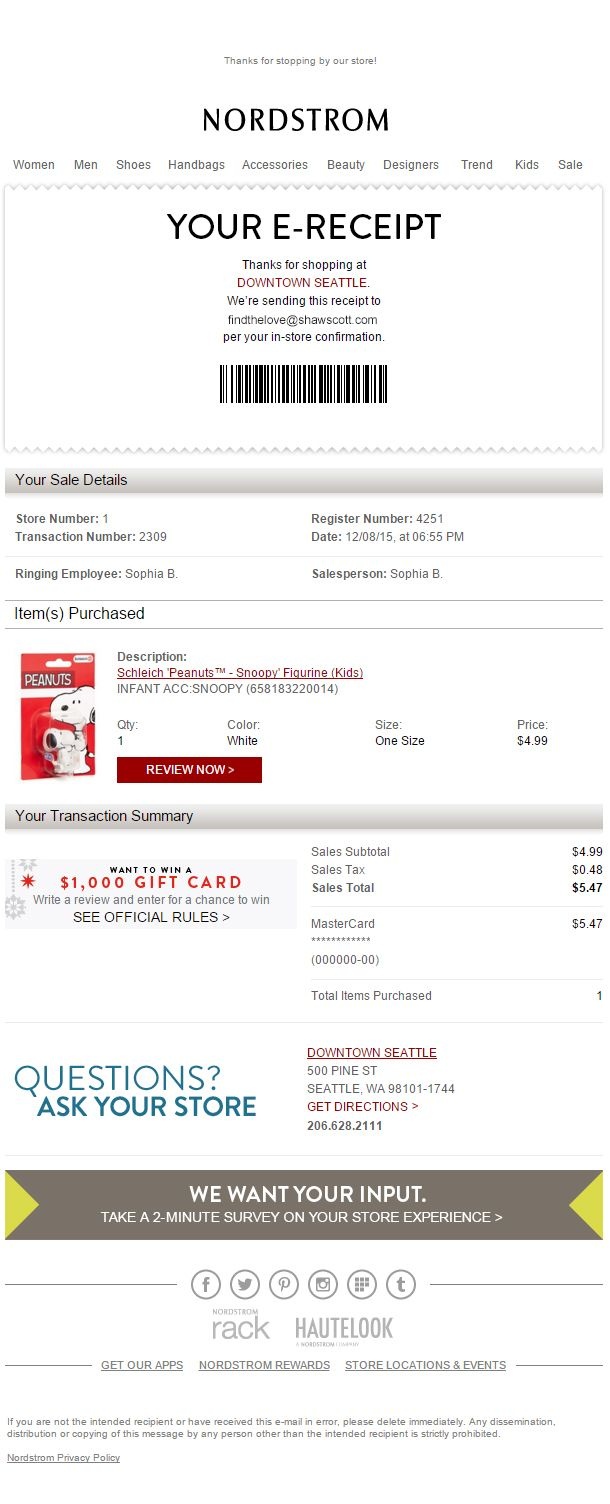 Thanks for stopping by our store!
NORDSTROM
Women Men Shoes Handbags Accessories Beauty Designers Trend Kids Sale
YOUR E-RECEIPT
Thanks for shopping at
DOWNTOWN SEATTLE.
We're sending this receipt to
findthelove@shawscott.com
per your in-store confirmation.
Your Sale Details
Store Number: 1 Register Number: 4251
Transaction Number: 2309 Date: 12/08/15, at 06:55 PM
Ringing Employee: Sophia B. Salesperson: Sophia B.
Item(s) Purchased
PEANUTS
Description:
Schleich 'Peanuts™ - Snoopy' Figurine (Kids)
INFANT ACC:SNOOPY (658183220014)
Qty: Color: Size: Price:
1 White One Size $4.99
REVIEW NOW >
Your Transaction Summary
WANT TO WIN A
$1,000 GIFT CARD
Write a review and enter for a chance to win
SEE OFFICIAL RULES >
Sales Subtotal $4.99
Sales Tax $0.48
Sales Total $5.47
MasterCard $5.47
************
(000000-00)
Total Items Purchased 1
QUESTIONS?
ASK YOUR STORE
DOWNTOWN SEATTLE
500 PINE ST
SEATTLE, WA 98101-1744
GET DIRECTIONS >
206.628.2111
WE WANT YOUR INPUT.
TAKE A 2-MINUTE SURVEY ON YOUR STORE EXPERIENCE >
NORDSTROM
rack
HAUTELOOK
A NORDSTROM COMPANY
GET OUR APPS NORDSTROM REWARDS STORE LOCATIONS & EVENTS
If you are not the intended recipient or have received this e-mail in error, please delete immediately. Any dissemination,
distribution or copying of this message by any person other than the intended recipient is strictly prohibited.
Nordstrom Privacy Policy